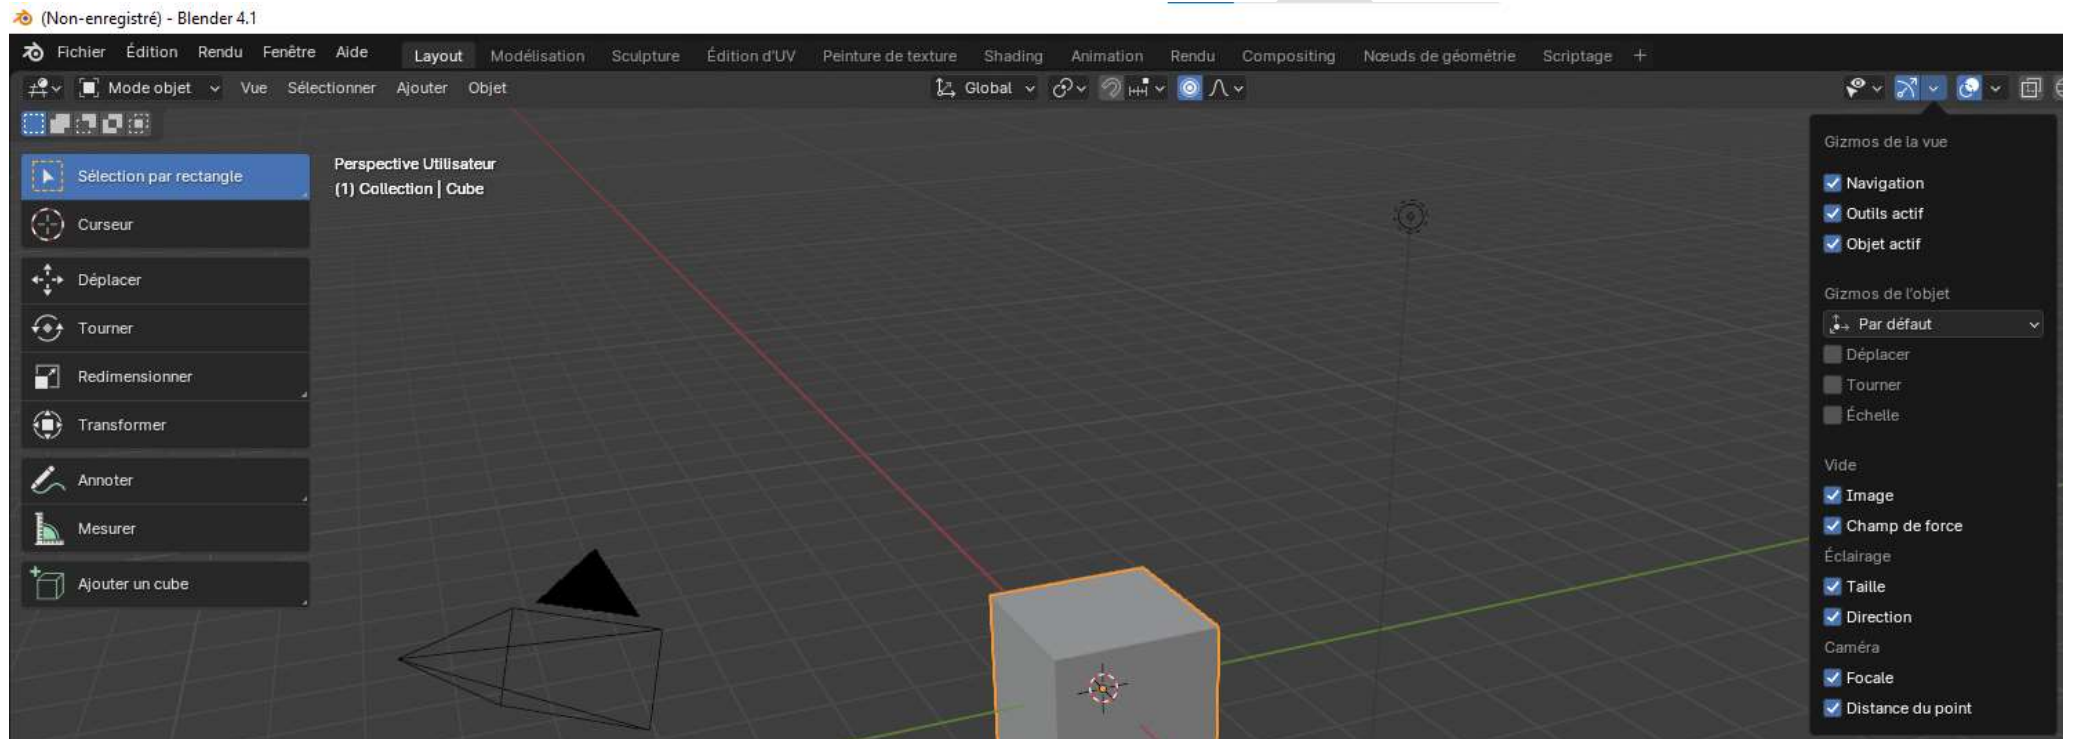 (Non-enregistré) - Blender 4.1
Fichier Édition Rendu Fenêtre Aide Layout Modélisation Sculpture Édition d'UV Peinture de texture Shading Animation Rendu Compositing Nœuds de géométrie Scriptage +
Mode objet Vue Sélectionner Ajouter Objet Global
Sélection par rectangle
Curseur
Déplacer
Tourner
Redimensionner
Transformer
Annoter
Mesurer
Ajouter un cube
Perspective Utilisateur
(1) Collection | Cube
Gizmos de la vue
Navigation
Outils actif
Objet actif
Gizmos de l'objet
Par défaut
Déplacer
Tourner
Échelle
Vide
Image
Champ de force
Éclairage
Taille
Direction
Caméra
Focale
Distance du point